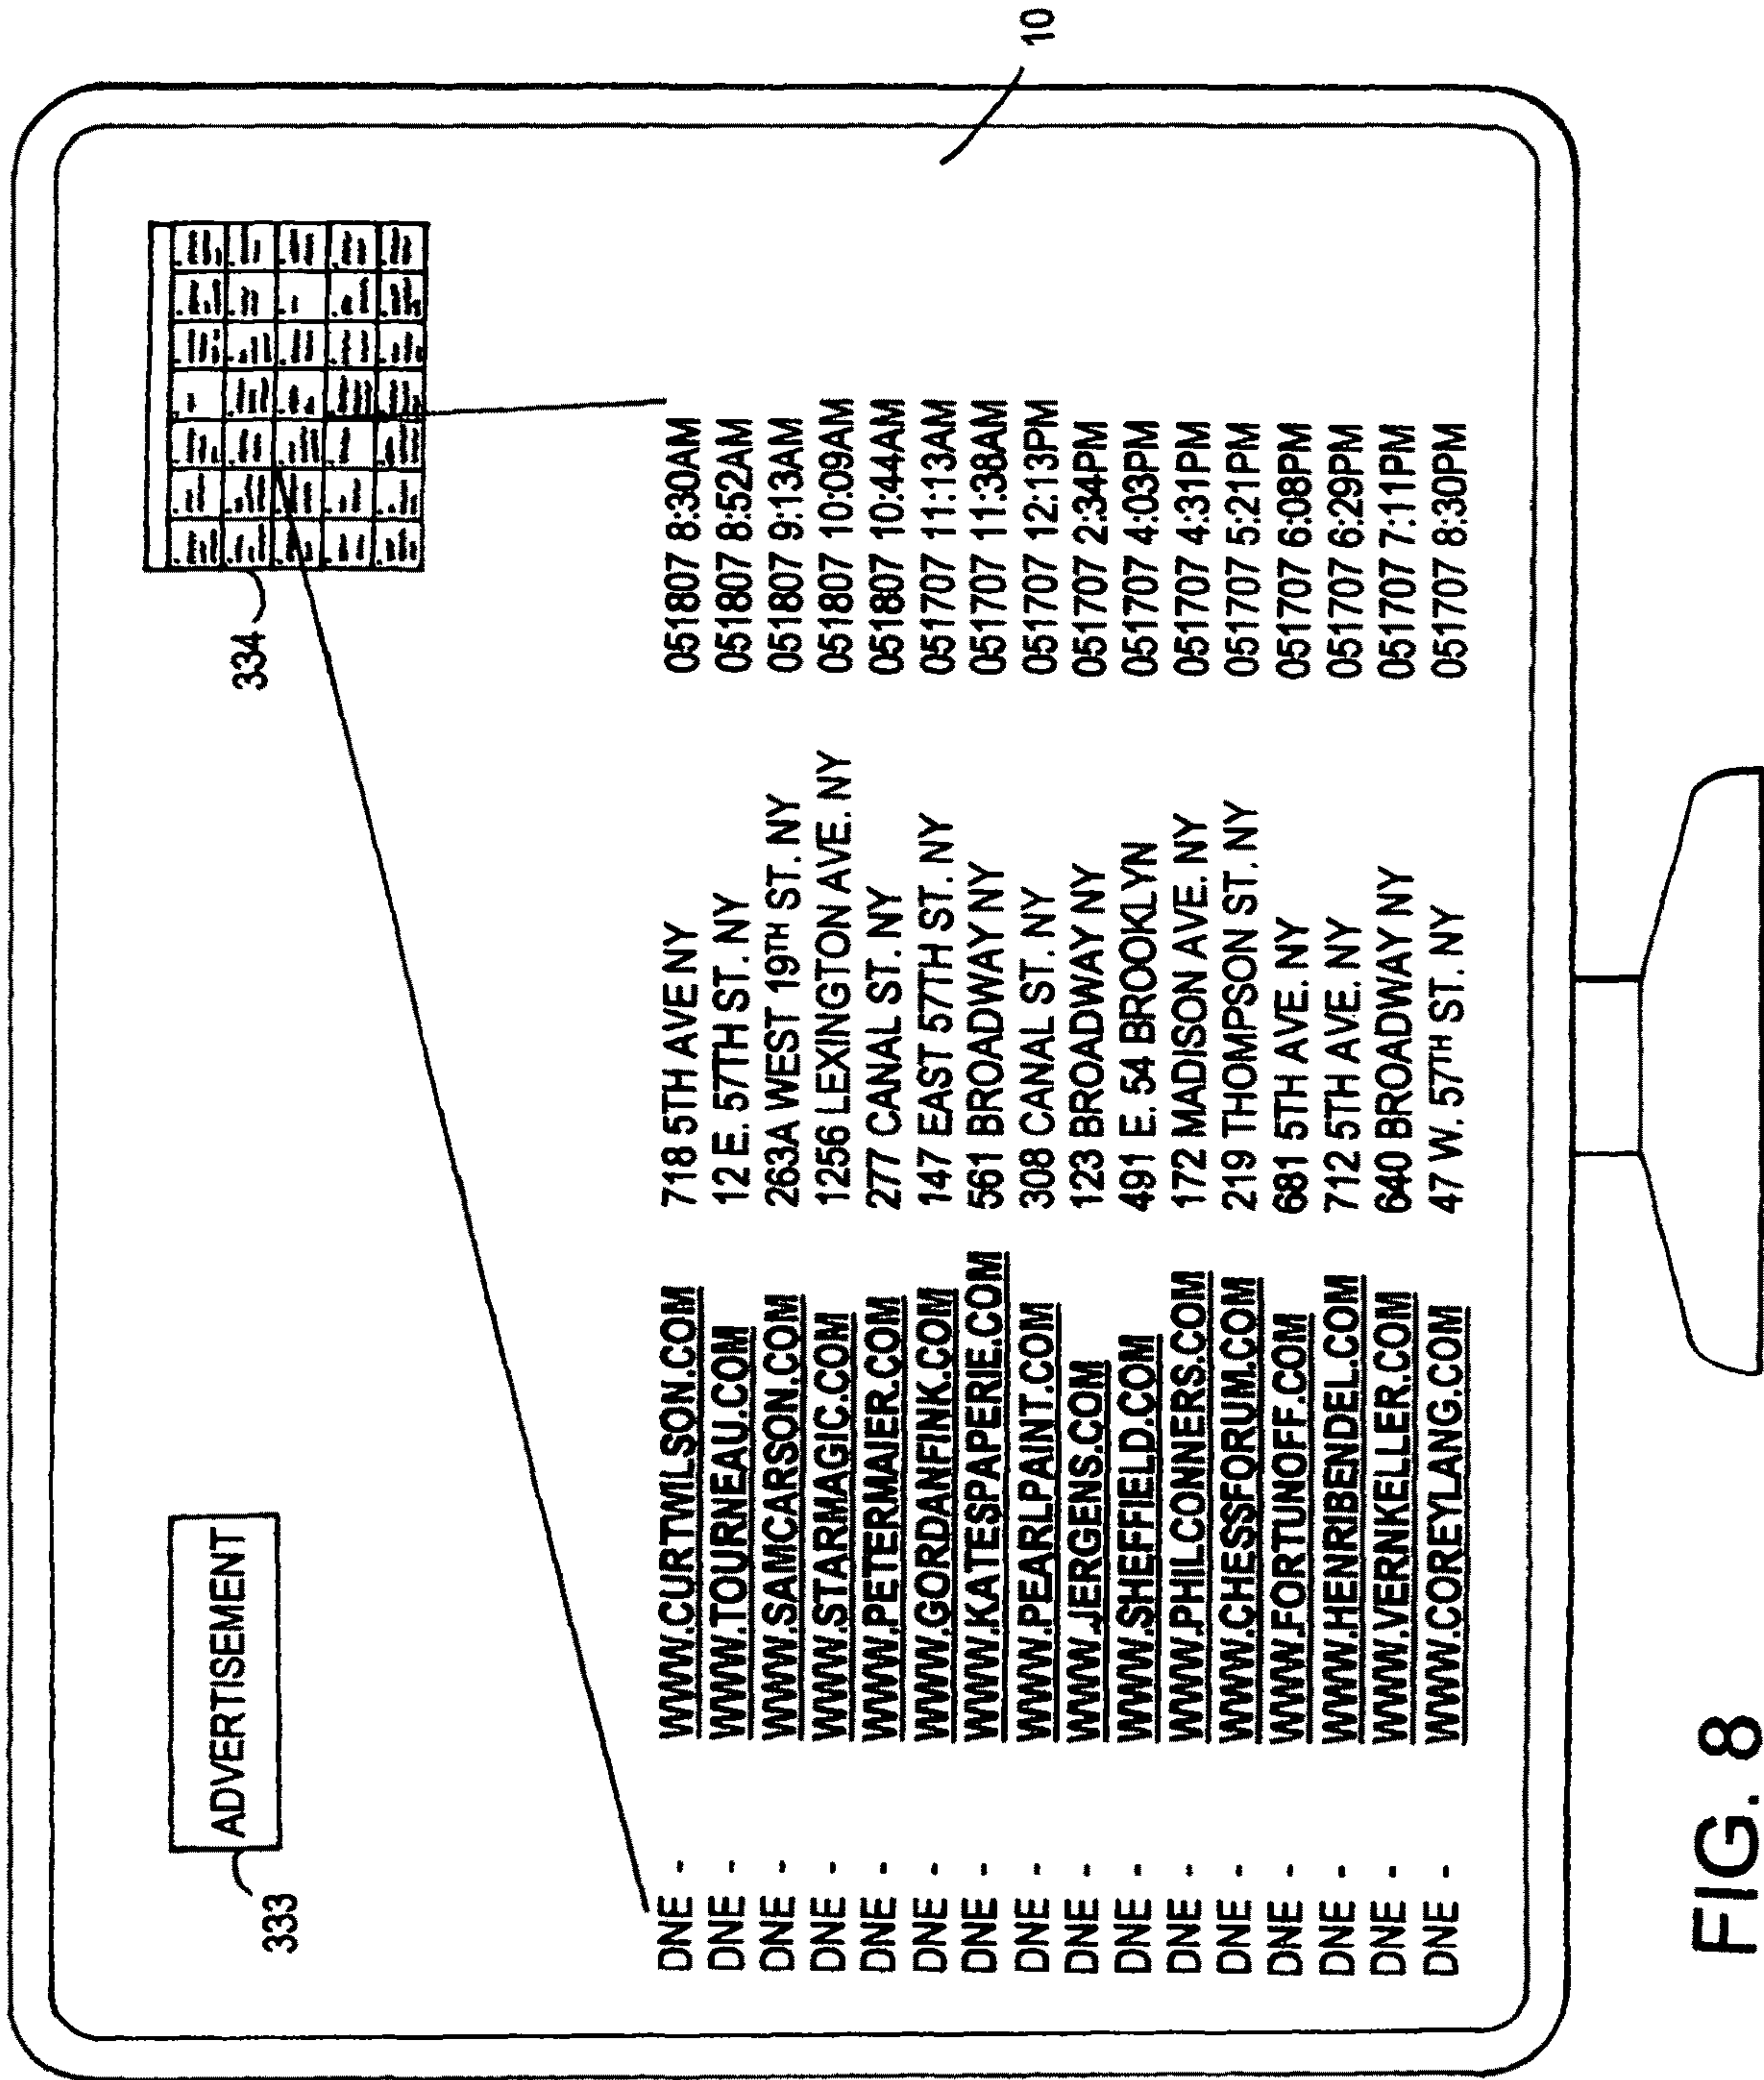 ADVERTISEMENT
333
334
10
DNE - WWW.CURTWILSON.COM 718 5TH AVE NY 051807 8:30AM
DNE - WWW.TOURNEAU.COM 12 E. 57TH ST. NY 051807 8:52AM
DNE - WWW.SAMCARSON.COM 263A WEST 19TH ST. NY 051807 9:13AM
DNE - WWW.STARMAGIC.COM 1256 LEXINGTON AVE. NY 051807 10:09AM
DNE - WWW.PETERMAIER.COM 277 CANAL ST. NY 051807 10:44AM
DNE - WWW.GORDANFINK.COM 147 EAST 57TH ST. NY 051707 11:13AM
DNE - WWW.KATESPAPERIE.COM 561 BROADWAY NY 051707 11:38AM
DNE - WWW.PEARLPAINT.COM 308 CANAL ST. NY 051707 12:13PM
DNE - WWW.JERGENS.COM 123 BROADWAY NY 051707 2:34PM
DNE - WWW.SHEFFIELD.COM 491 E. 54 BROOKLYN 051707 4:03PM
DNE - WWW.PHILCONNERS.COM 172 MADISON AVE. NY 051707 4:31PM
DNE - WWW.CHESSFORUM.COM 219 THOMPSON ST. NY 051707 5:21PM
DNE - WWW.FORTUNOFF.COM 681 5TH AVE. NY 051707 6:08PM
DNE - WWW.HENRIBENDEL.COM 712 5TH AVE. NY 051707 6:29PM
DNE - WWW.VERNKELLER.COM 640 BROADWAY NY 051707 7:11PM
DNE - WWW.COREYLANG.COM 47 W. 57TH ST. NY 051707 8:30PM
FIG. 8